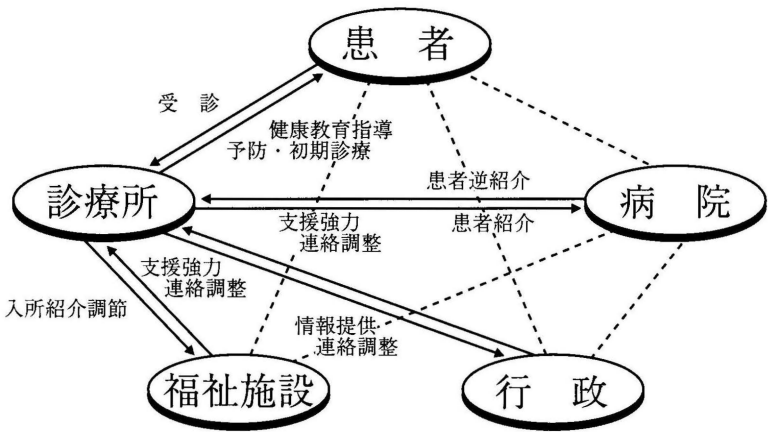 患者
受診
健康教育指導
予防・初期診療
診療所
患者逆紹介
病院
支援強力
連絡調整
患者紹介
支援強力
連絡調整
入所紹介調節
情報提供
連絡調整
福祉施設
行政